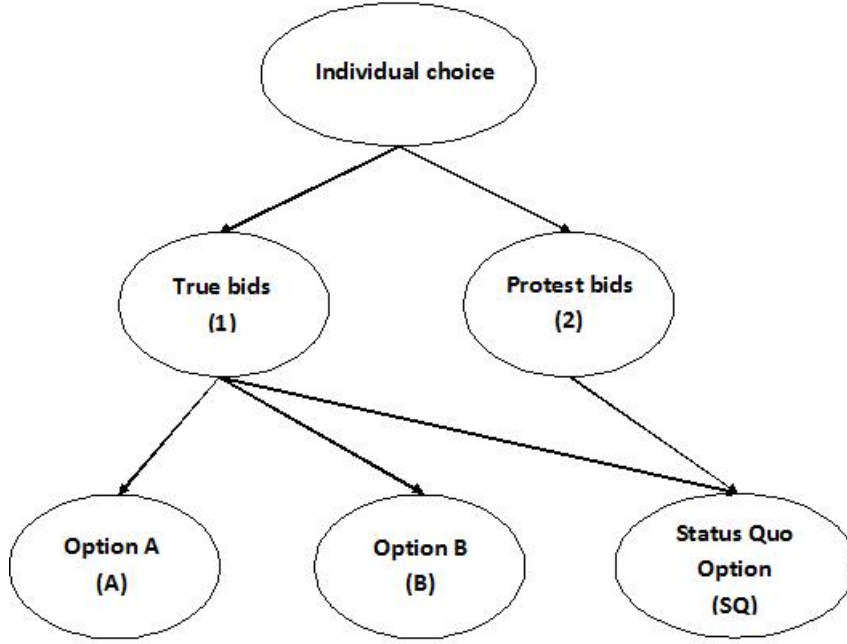 Individual choice
True bids
(1)
Protest bids
(2)
Option A
(A)
Option B
(B)
Status Quo
Option
(SQ)